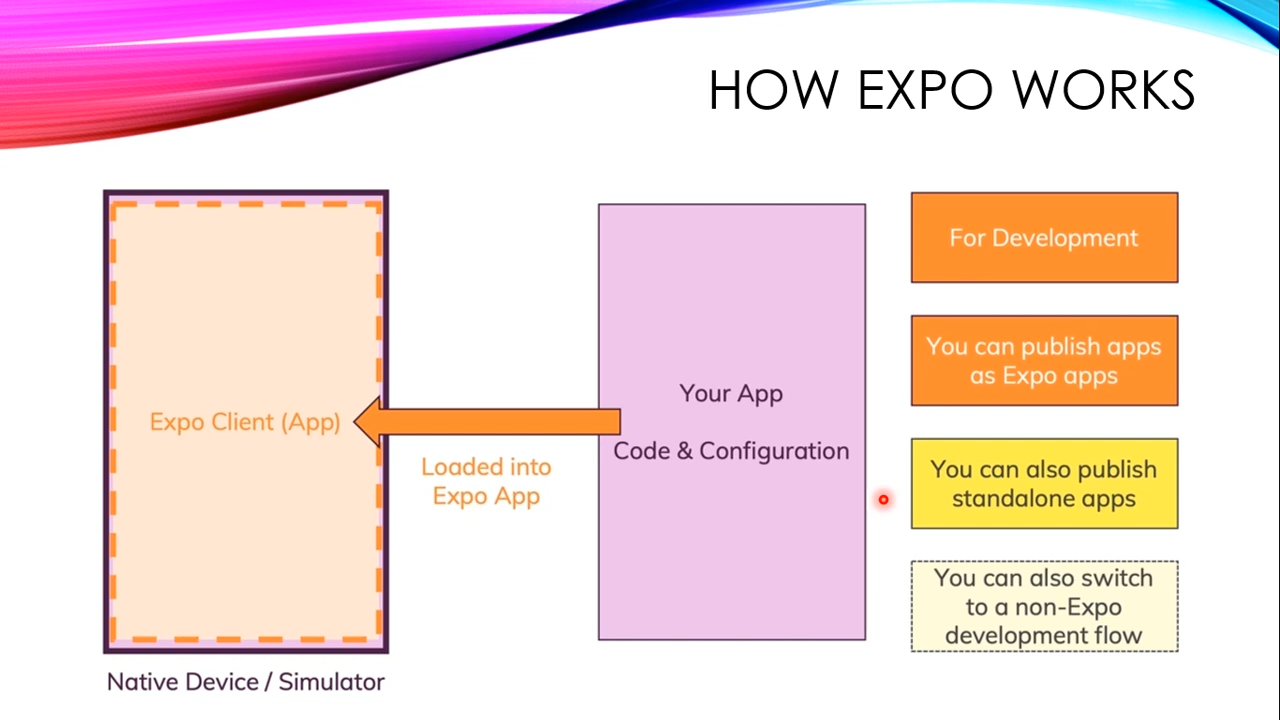 HOW EXPO WORKS
Expo Client (App)
Native Device / Simulator
Loaded into
Expo App
Your App
Code & Configuration
For Development
You can publish apps
as Expo apps
You can also publish
standalone apps
You can also switch
to a non-Expo
development flow